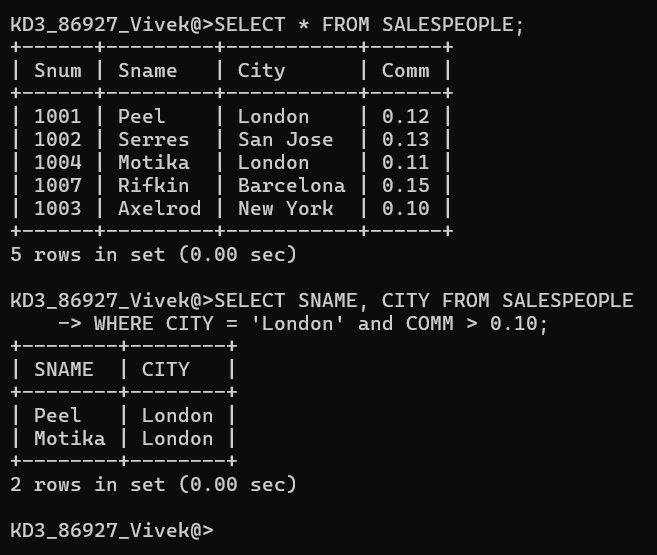 KD3_86927_Vivek@>SELECT * FROM SALESPEOPLE;
+------+---------+-----------+------+
| Snum | Sname   | City      | Comm |
+------+---------+-----------+------+
| 1001 | Peel    | London    | 0.12 |
| 1002 | Serres  | San Jose  | 0.13 |
| 1004 | Motika  | London    | 0.11 |
| 1007 | Rifkin  | Barcelona | 0.15 |
| 1003 | Axelrod | New York  | 0.10 |
+------+---------+-----------+------+
5 rows in set (0.00 sec)

KD3_86927_Vivek@>SELECT SNAME, CITY FROM SALESPEOPLE
    -> WHERE CITY = 'London' and COMM > 0.10;
+--------+--------+
| SNAME  | CITY   |
+--------+--------+
| Peel   | London |
| Motika | London |
+--------+--------+
2 rows in set (0.00 sec)

KD3_86927_Vivek@>